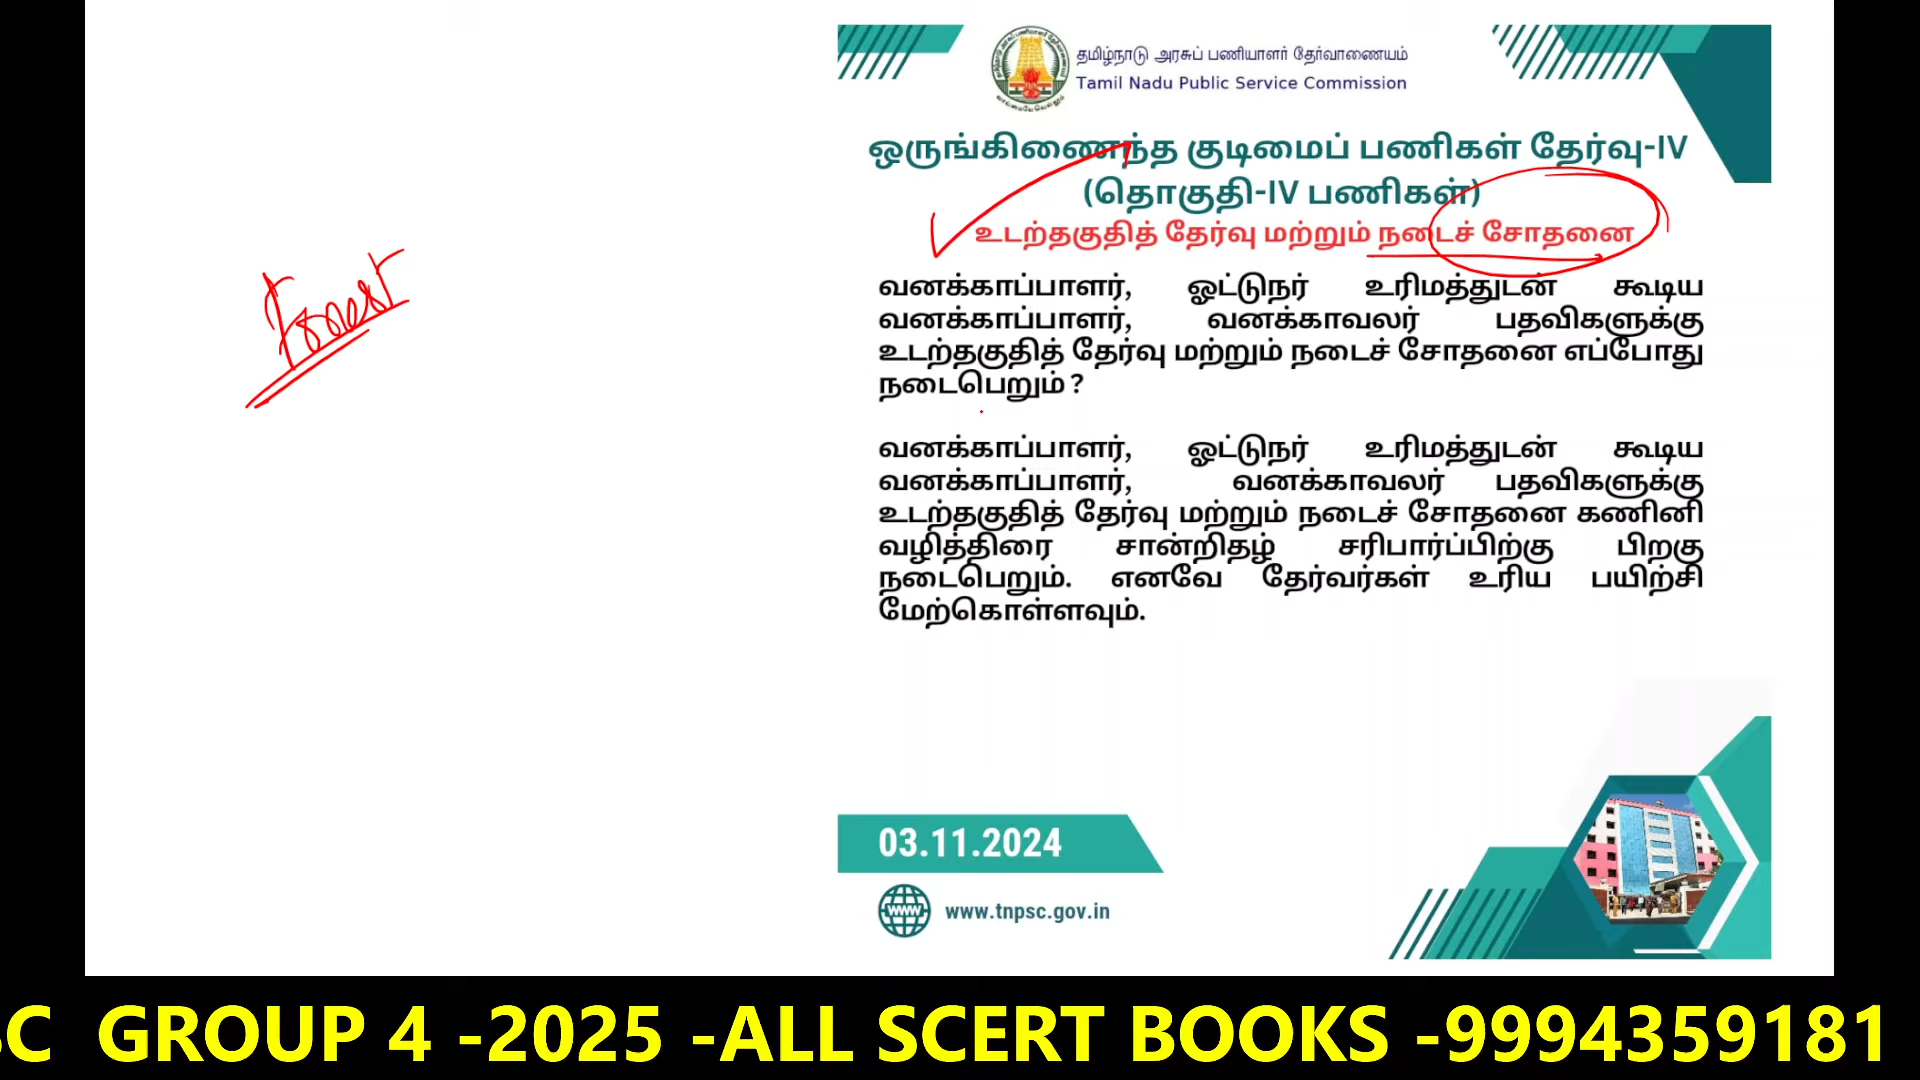 தமிழ்நாடு அரசுப் பணியாளர் தேர்வாணையம்
Tamil Nadu Public Service Commission
ஒருங்கிணைந்த குடிமைப் பணிகள் தேர்வு-IV
(தொகுதி-IV பணிகள்)
உடற்தகுதித் தேர்வு மற்றும் நடைச் சோதனை
Forest
வனக்காப்பாளர், ஓட்டுநர் உரிமத்துடன் கூடிய
வனக்காப்பாளர், வனக்காவலர் பதவிகளுக்கு
உடற்தகுதித் தேர்வு மற்றும் நடைச் சோதனை எப்போது
நடைபெறும் ?
வனக்காப்பாளர், ஓட்டுநர் உரிமத்துடன் கூடிய
வனக்காப்பாளர், வனக்காவலர் பதவிகளுக்கு
உடற்தகுதித் தேர்வு மற்றும் நடைச் சோதனை கணினி
வழித்திரை சான்றிதழ் சரிபார்ப்பிற்கு பிறகு
நடைபெறும். எனவே தேர்வர்கள் உரிய பயிற்சி
மேற்கொள்ளவும்.
03.11.2024
www
www.tnpsc.gov.in
SC GROUP 4 -2025 -ALL SCERT BOOKS -9994359181